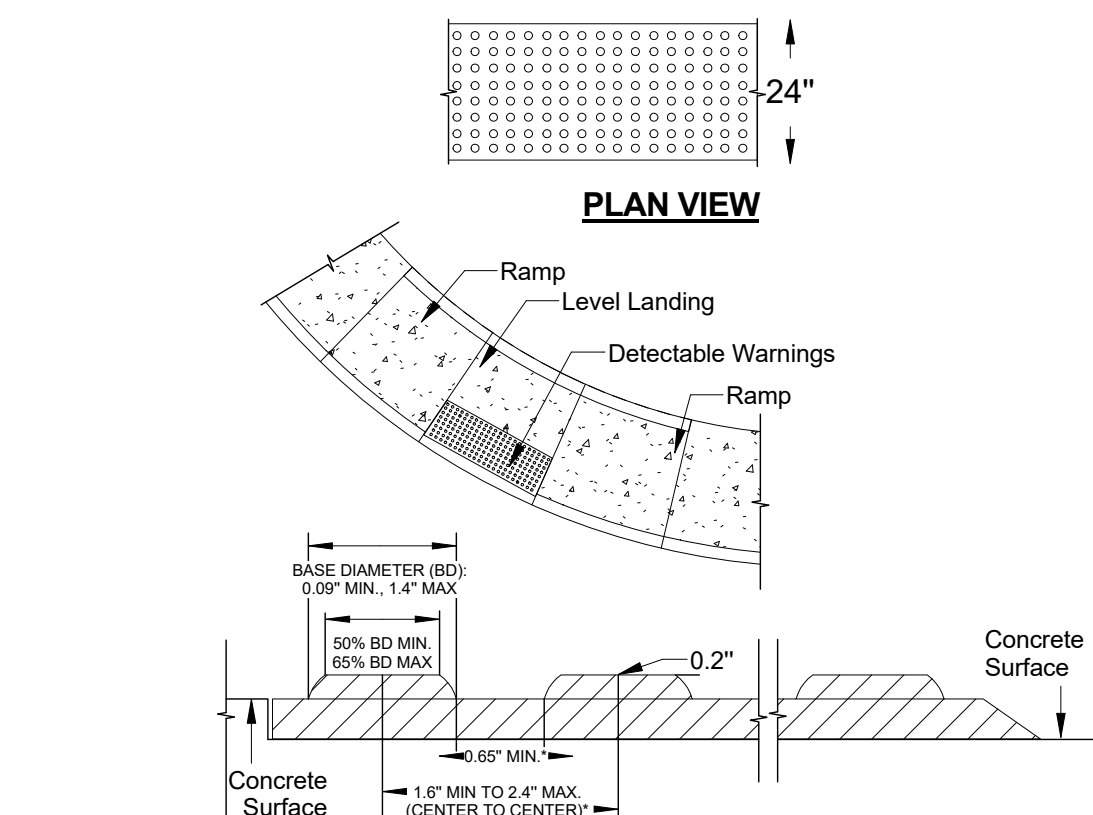 24"
PLAN VIEW
Ramp
Level Landing
Detectable Warnings
Ramp
BASE DIAMETER (BD):
0.09" MIN., 1.4" MAX
50% BD MIN.
65% BD MAX
0.2"
Concrete
Surface
0.65" MIN.*
Concrete
Surface
1.6" MIN TO 2.4" MAX.
(CENTER TO CENTER)*